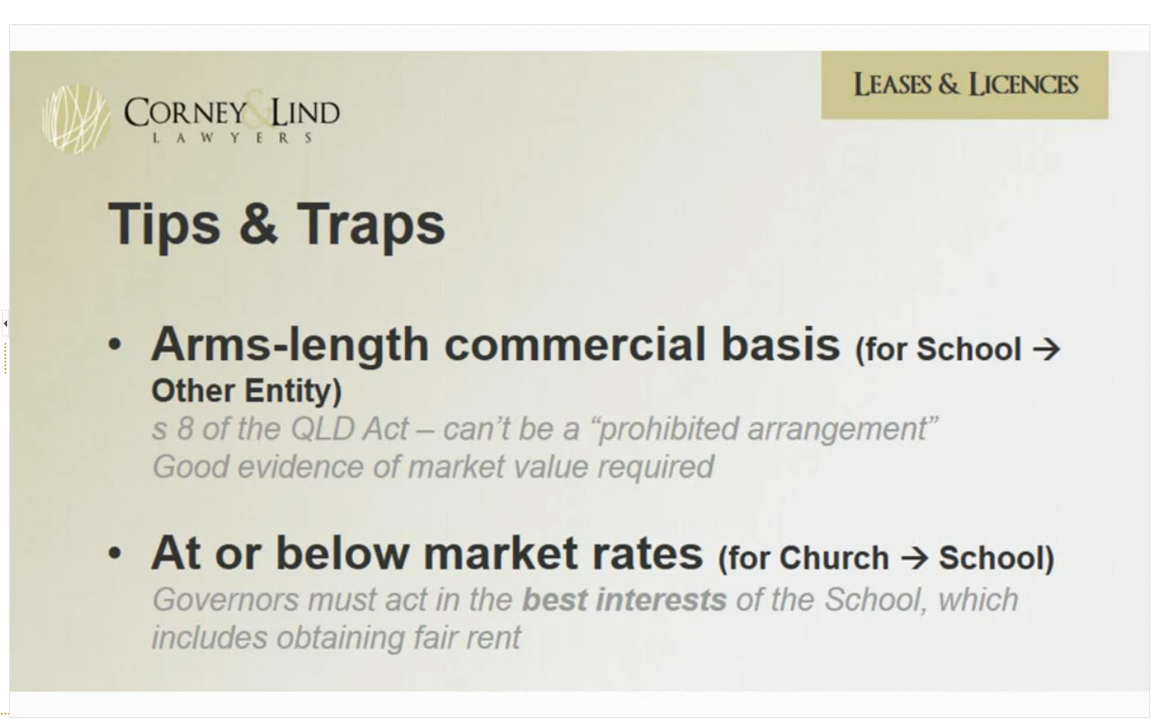 CORNEY & LIND
LAWYERS
LEASES & LICENCES
Tips & Traps
• Arms-length commercial basis (for School →
Other Entity)
s 8 of the QLD Act – can't be a “prohibited arrangement”
Good evidence of market value required
• At or below market rates (for Church → School)
Governors must act in the best interests of the School, which
includes obtaining fair rent